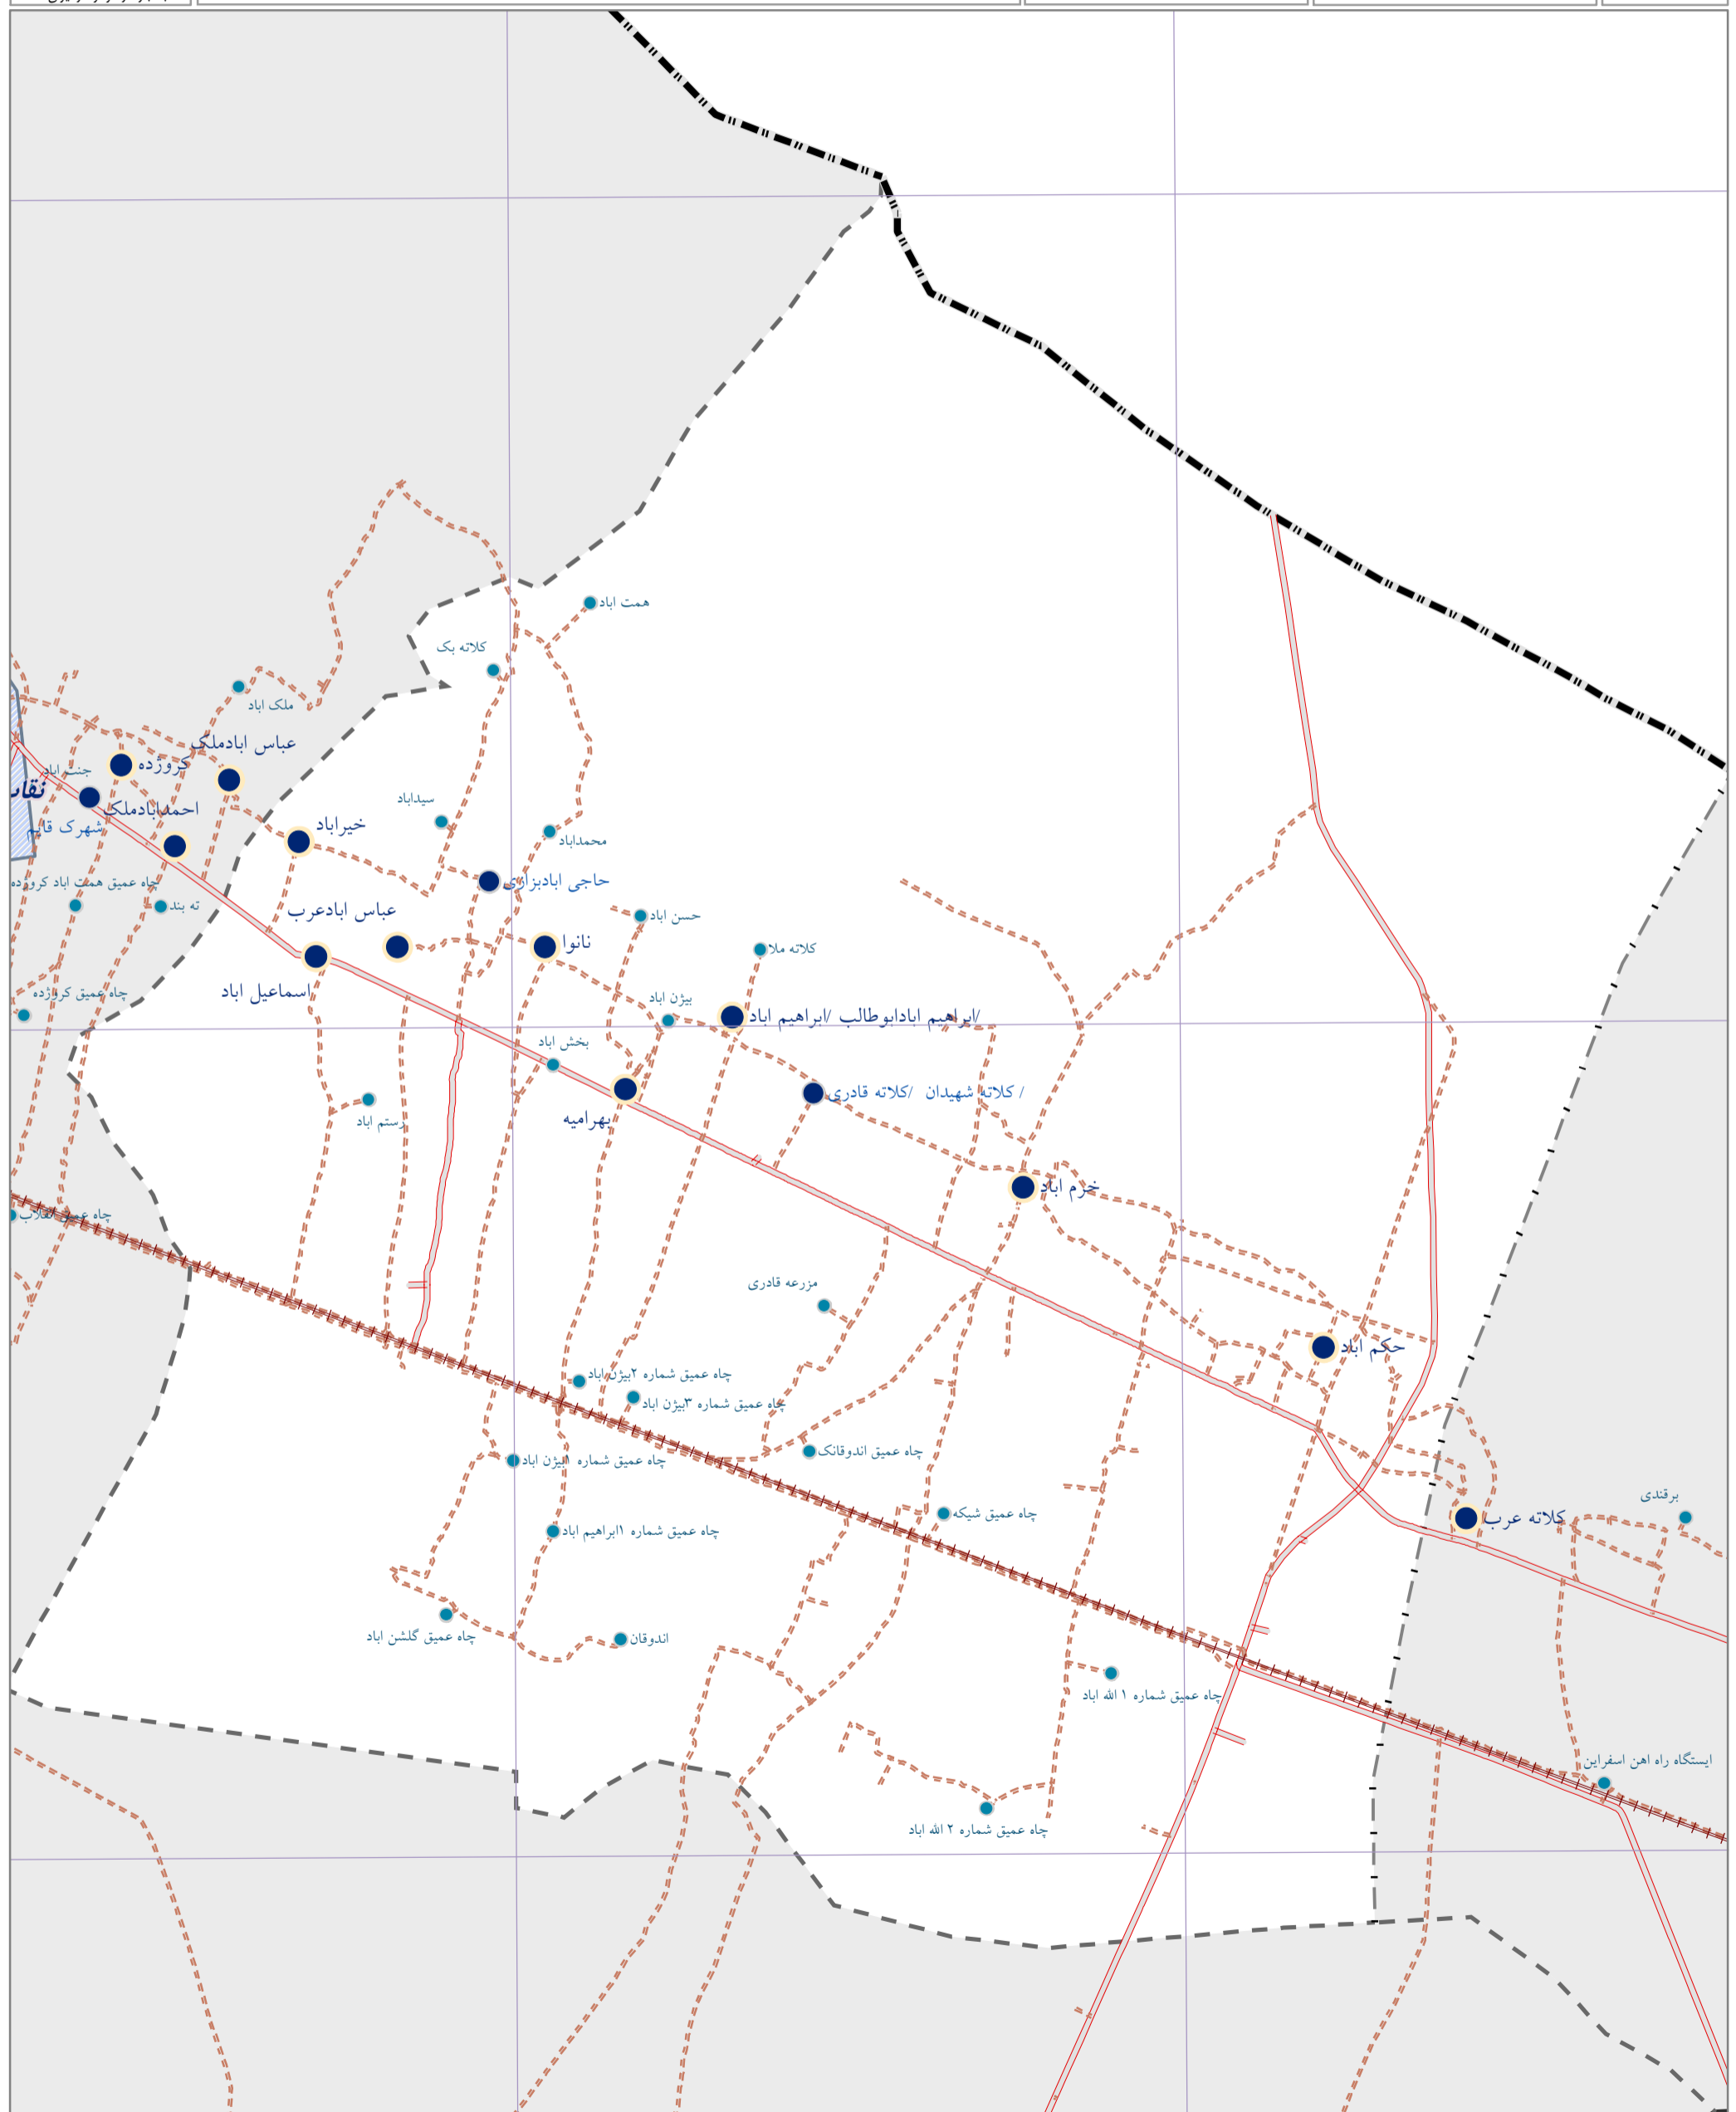 همت اباد
کلاته بک
ملک اباد
عباس ابادملک
کروژده
جنت اباد
نقاب
احمدابادملک
شهرک قایم
خیراباد
سیداباد
محمداباد
چاه عمیق همت اباد کروژده
ته بند
حاجی ابادبزازی
عباس ابادعرب
حسن اباد
نانوا
کلاته ملا
اسماعیل اباد
چاه عمیق کروژده
بیژن اباد
ابراهیم ابادابوطالب /ابراهیم اباد/
بخش اباد
کلاته شهیدان /کلاته قادری /
رستم اباد
بهرامیه
خرم اباد
مزرعه قادری
حکم اباد
چاه عمیق شماره ۲بیژن اباد
چاه عمیق شماره ۳بیژن اباد
چاه عمیق اندوقانک
چاه عمیق شماره ۱بیژن اباد
برقندی
چاه عمیق شیکه
کلاته عرب
چاه عمیق شماره ۱ابراهیم اباد
چاه عمیق گلشن اباد
اندوقان
چاه عمیق شماره ۱ الله اباد
ایستگاه راه اهن اسفراین
چاه عمیق شماره ۲ الله اباد